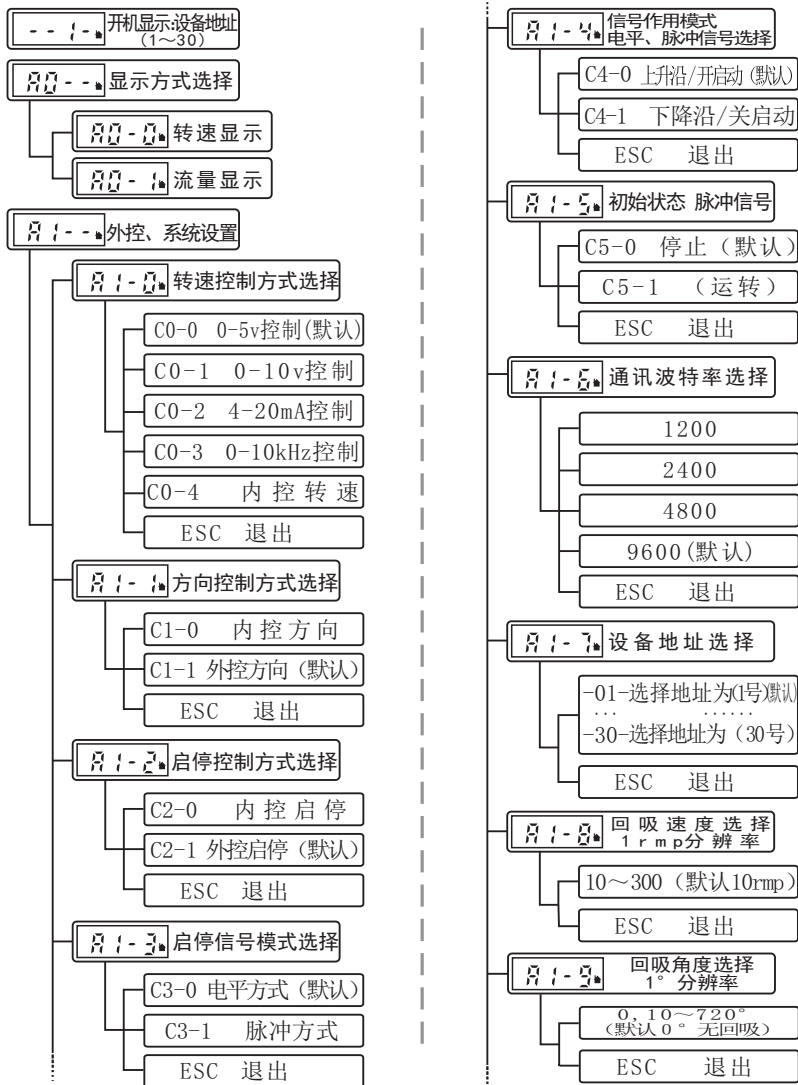 - - 1 -
开机显示:设备地址
(1～30)
A0 - -
显示方式选择
A0 - 0
转速显示
A0 - 1
流量显示
A1 - -
外控、系统设置
A1 - 0
转速控制方式选择
C0-0 0-5v控制(默认)
C0-1 0-10v控制
C0-2 4-20mA控制
C0-3 0-10kHz控制
C0-4 内控转速
ESC 退出
A1 - 1
方向控制方式选择
C1-0 内控方向
C1-1 外控方向（默认）
ESC 退出
A1 - 2
启停控制方式选择
C2-0 内控启停
C2-1 外控启停（默认）
ESC 退出
A1 - 3
启停信号模式选择
C3-0 电平方式（默认）
C3-1 脉冲方式
ESC 退出
A1 - 4
信号作用模式
电平、脉冲信号选择
C4-0 上升沿/开启动(默认)
C4-1 下降沿/关启动
ESC 退出
A1 - 5
初始状态 脉冲信号
C5-0 停止（默认）
C5-1 （运转）
ESC 退出
A1 - 6
通讯波特率选择
1200
2400
4800
9600(默认)
ESC 退出
A1 - 7
设备地址选择
-01-选择地址为(1号)默认
... ......
-30-选择地址为（30号）
ESC 退出
A1 - 8
回吸速度选择
1rmp分辨率
10～300（默认10rmp）
ESC 退出
A1 - 9
回吸角度选择
1°分辨率
0,10～720°
(默认0°无回吸)
ESC 退出